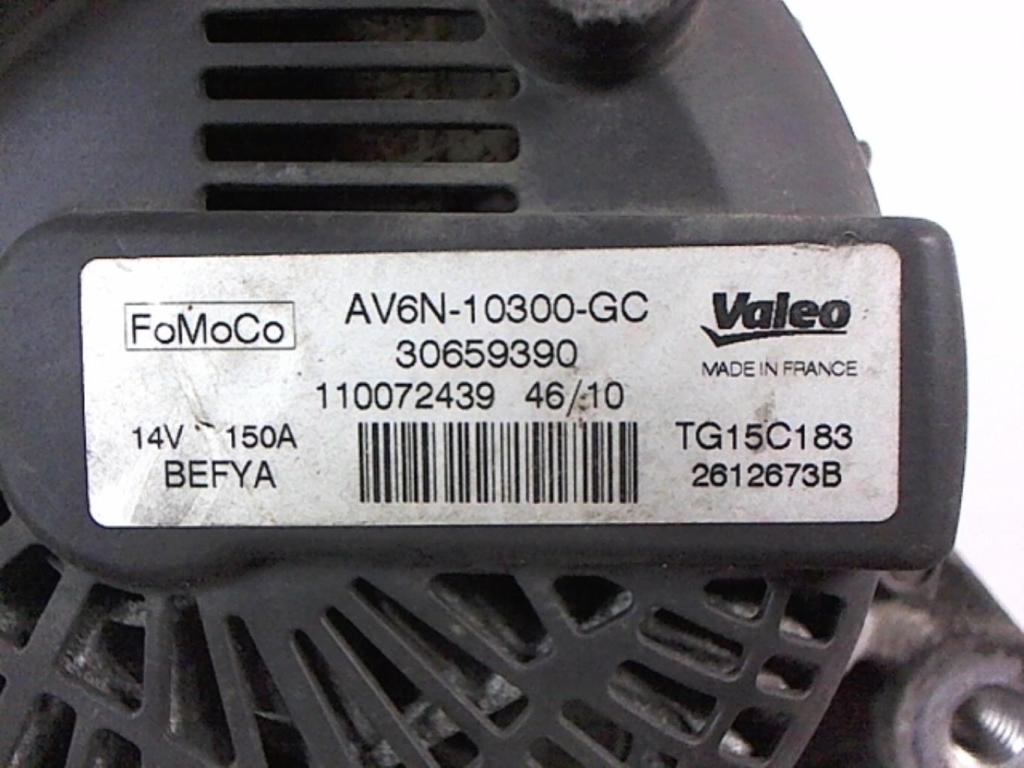 FoMoCo
AV6N-10300-GC
30659390
110072439 46/10
Valeo
MADE IN FRANCE
14V 150A
BEFYA
TG15C183
2612673B